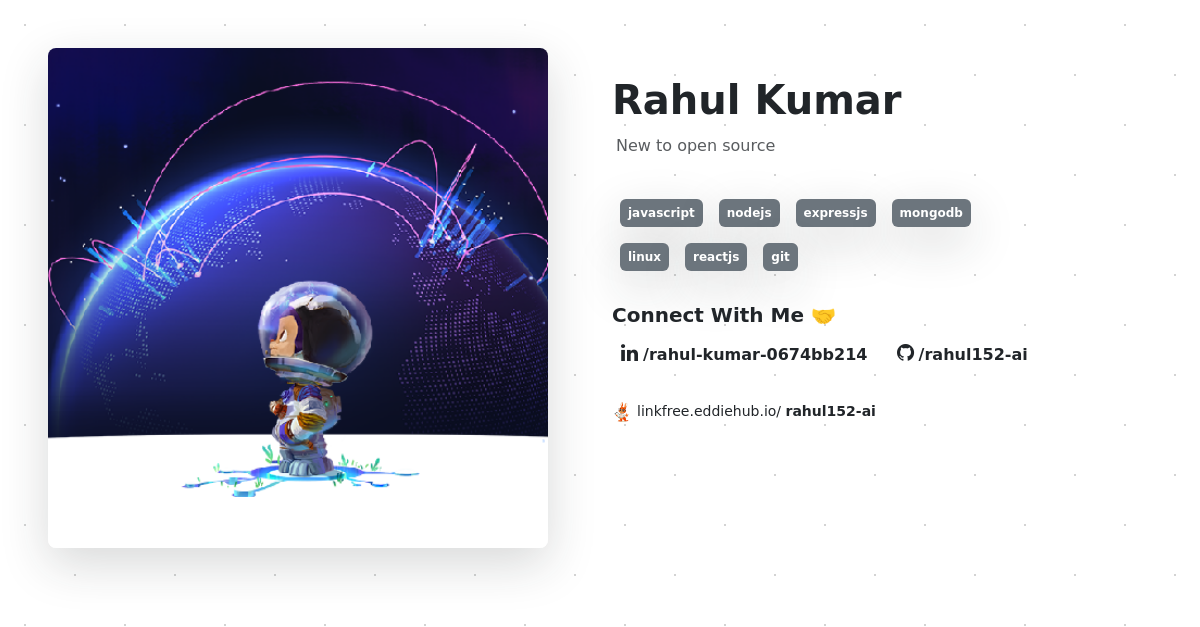 Rahul Kumar
New to open source
javascript nodejs expressjs mongodb
linux reactjs git
Connect With Me 🤝
in /rahul-kumar-0674bb214 /rahul152-ai
linkfree.eddiehub.io/ rahul152-ai